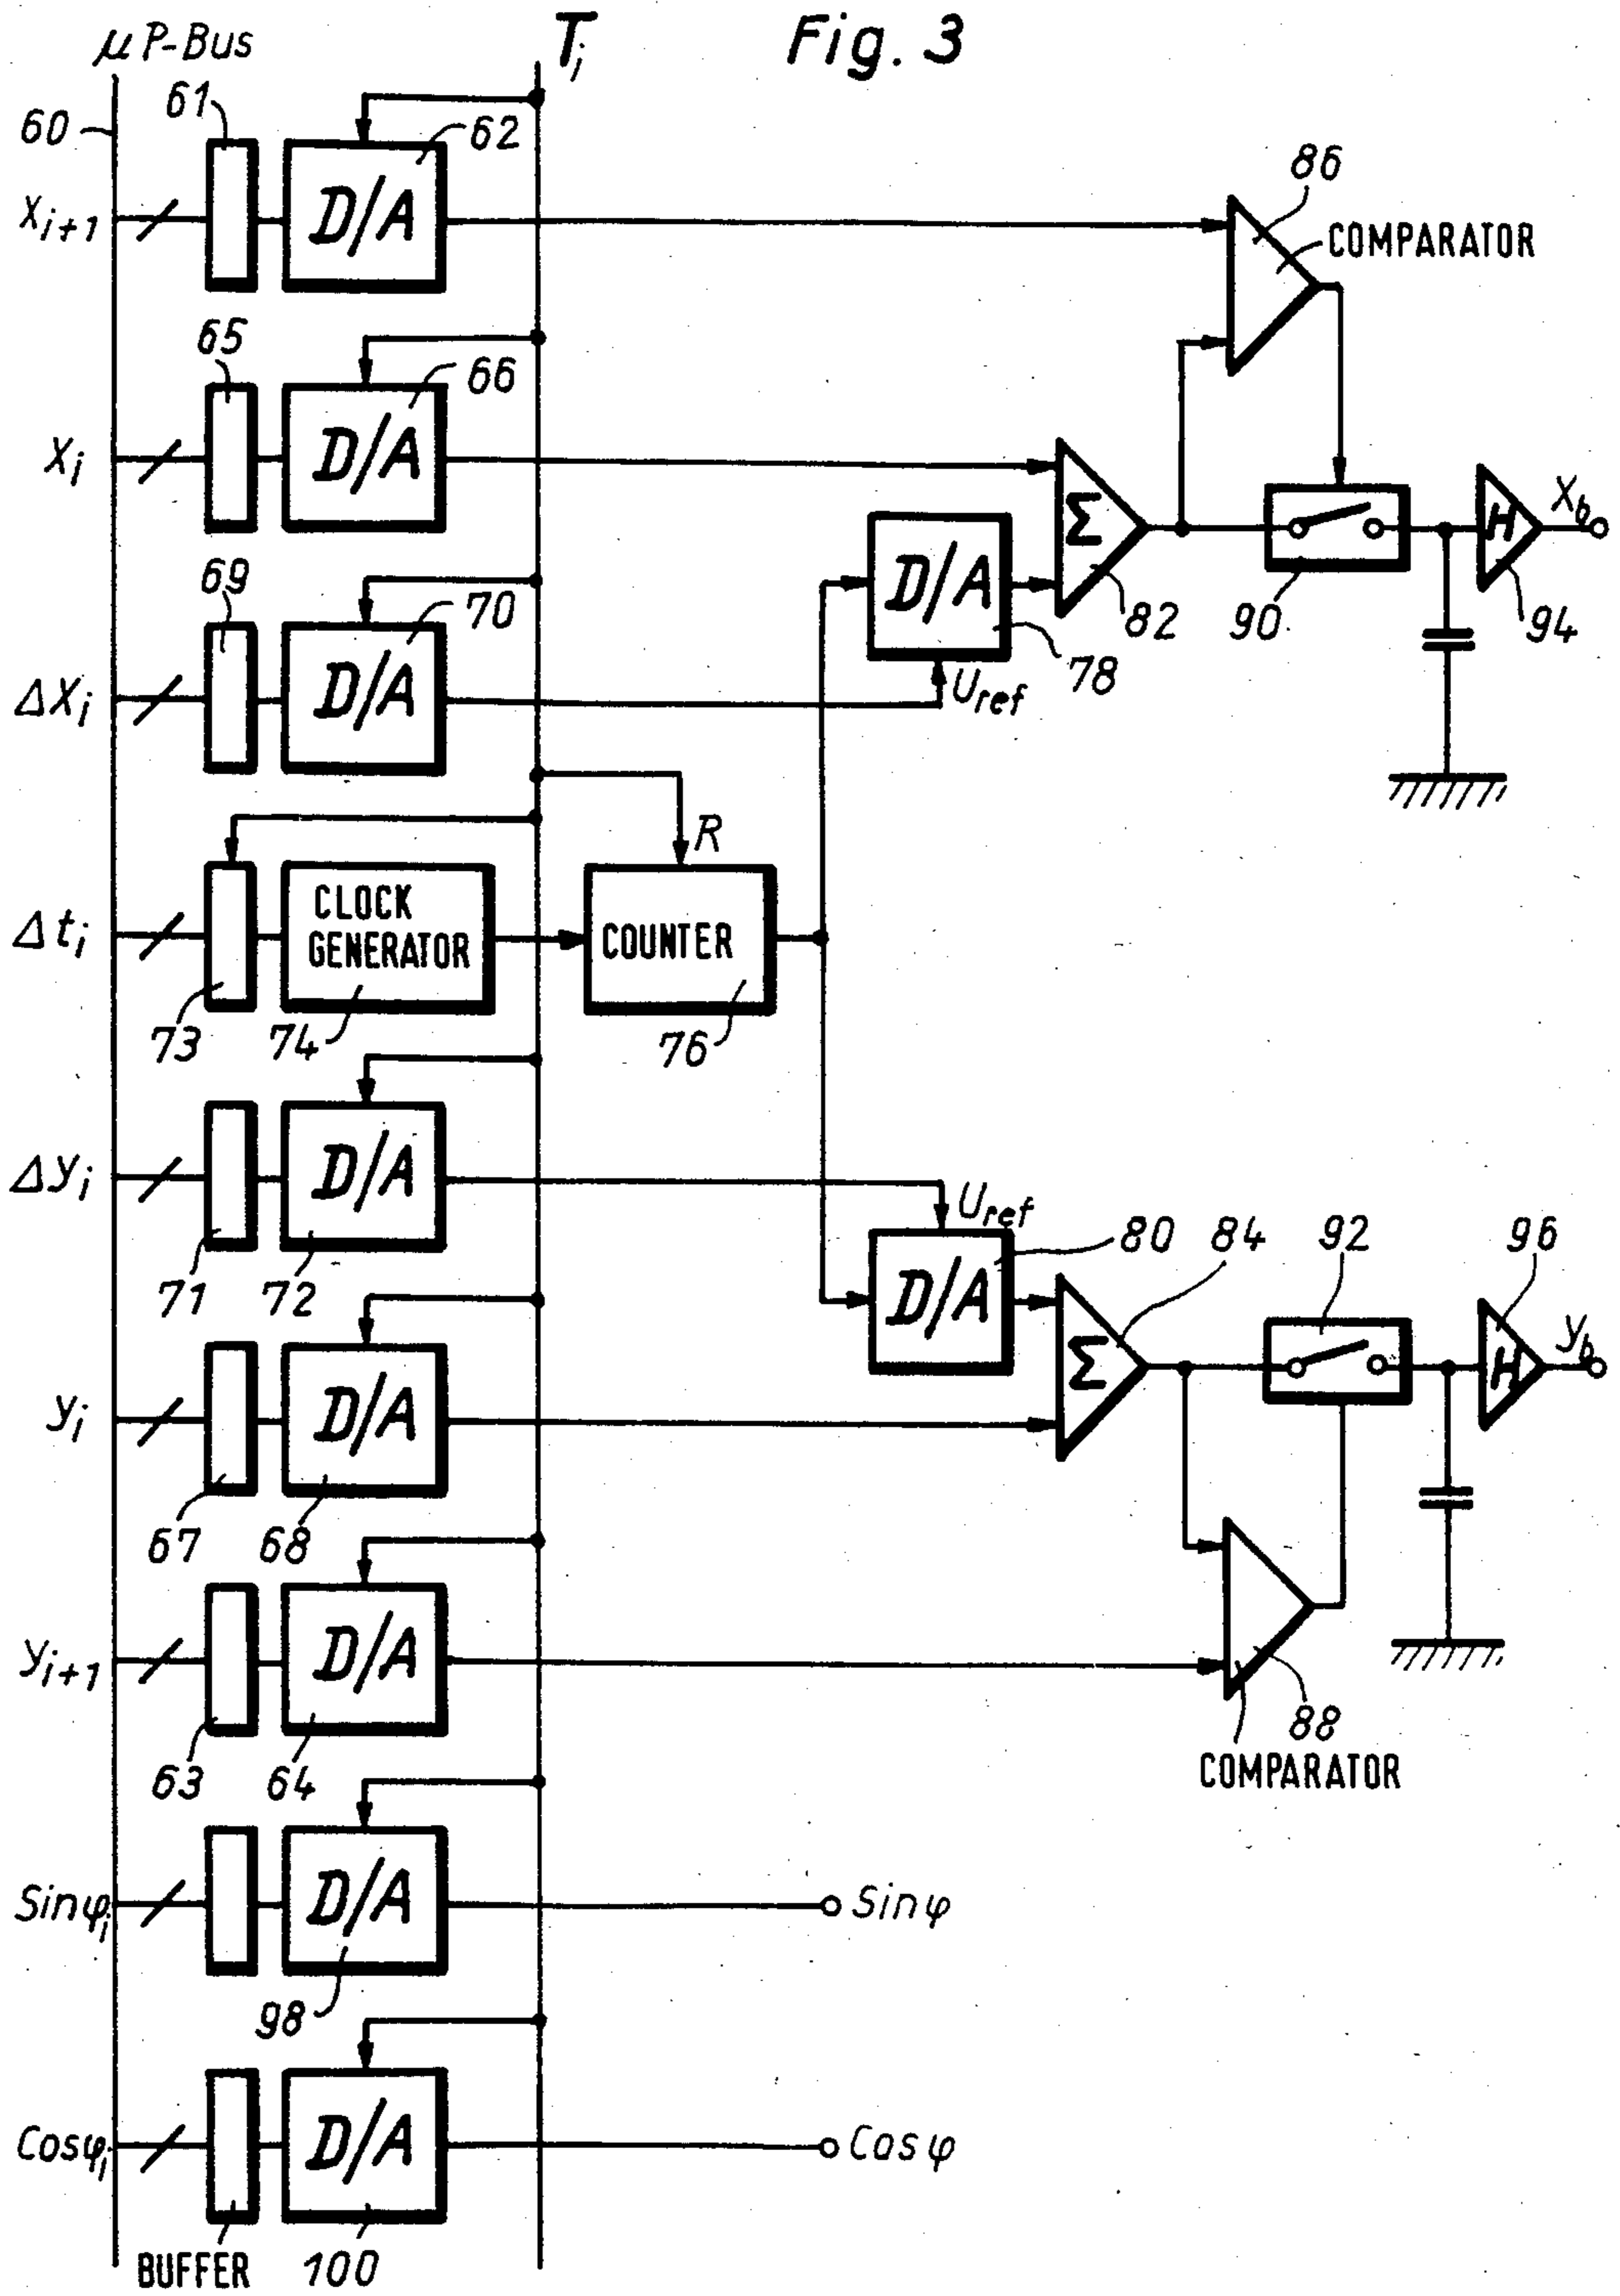 μP-Bus
T_i
Fig. 3
61
60
62
86
X_{i+1}
D/A
COMPARATOR
65
66
X_i
D/A
Σ
X_b
H
69
70
D/A
82
90
94
78
ΔX_i
D/A
U_ref
R
CLOCK
GENERATOR
COUNTER
Δt_i
73
74
76
Δy_i
D/A
U_ref
80
84
92
96
71
72
D/A
Σ
y_b
H
y_i
D/A
67
68
y_{i+1}
D/A
88
63
64
COMPARATOR
Sinφ_i
D/A
Sinφ
98
Cosφ_i
D/A
Cosφ
BUFFER
100